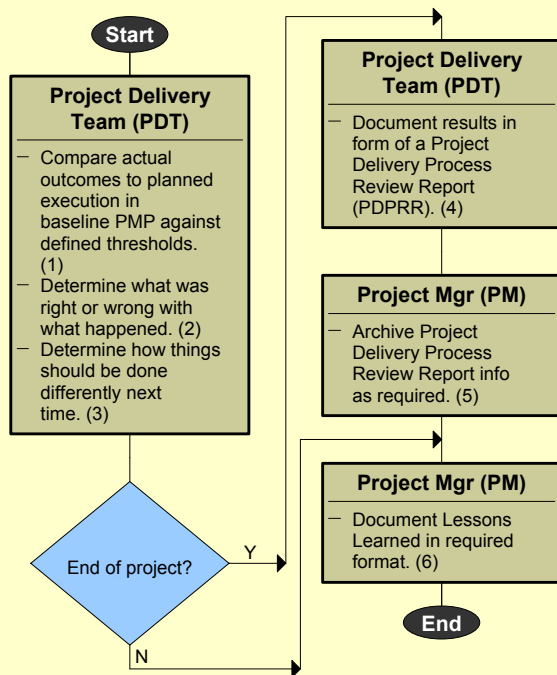 Start
Project Delivery
Team (PDT)
— Compare actual
outcomes to planned
execution in
baseline PMP against
defined thresholds.
(1)
— Determine what was
right or wrong with
what happened. (2)
— Determine how things
should be done
differently next
time. (3)
End of project?
Y
N
Project Delivery
Team (PDT)
— Document results in
form of a Project
Delivery Process
Review Report
(PDPRR). (4)
Project Mgr (PM)
— Archive Project
Delivery Process
Review Report info
as required. (5)
Project Mgr (PM)
— Document Lessons
Learned in required
format. (6)
End